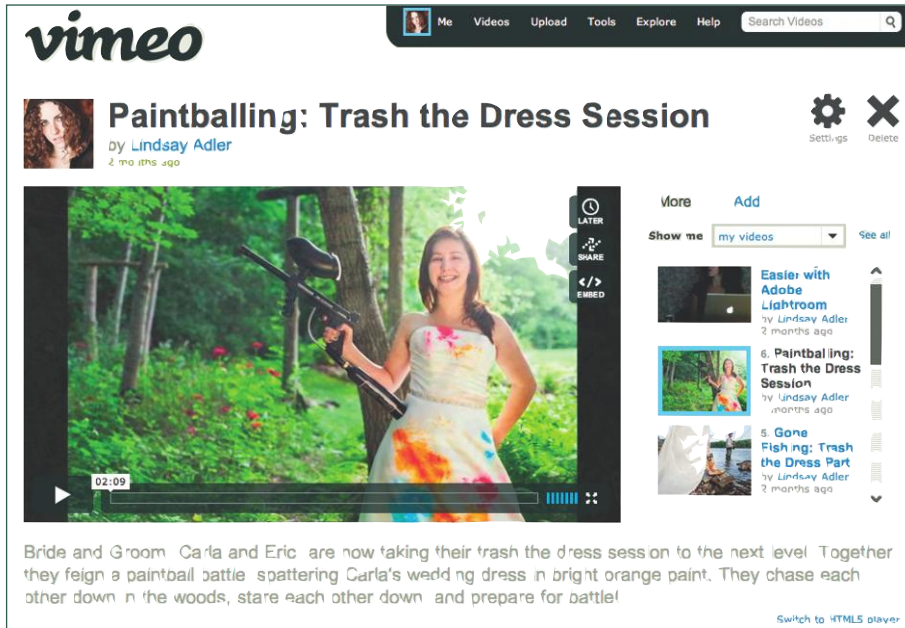 vimeo
Me Videos Upload Tools Explore Help Search Videos
Paintballing: Trash the Dress Session
by Lindsay Adler
2 months ago
Settings Delete
LATER
SHARE
EMBED
02:09
More Add
Show me my videos See all
Easier with
Adobe
Lightroom
by Lindsay Adler
2 months ago
6. Paintballing:
Trash the Dress
Session
by Lindsay Adler
months ago
5. Gone
Fishing: Trash
the Dress Part
by Lindsay Adler
2 months ago
Bride and Groom Carla and Eric are now taking their trash the dress session to the next level Together
they feign a paintball battle spattering Carla's wedding dress in bright orange paint. They chase each
other down in the woods, stare each other down and prepare for battle!
Switch to HTML5 player